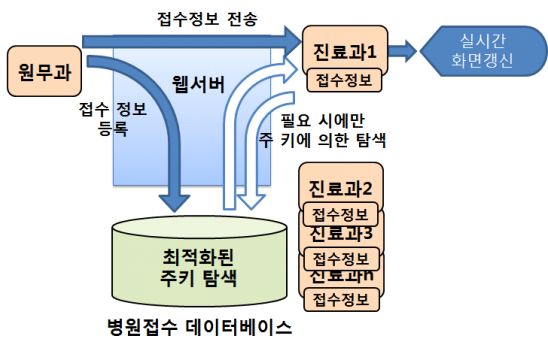 접수정보 전송
원무과
진료과1
접수정보
실시간
화면갱신
웹서버
접수 정보
등록
필요 시에만
주 키에 의한 탐색
진료과2
접수정보
진료과3
접수정보
진료과n
접수정보
최적화된
주키 탐색
병원접수 데이터베이스